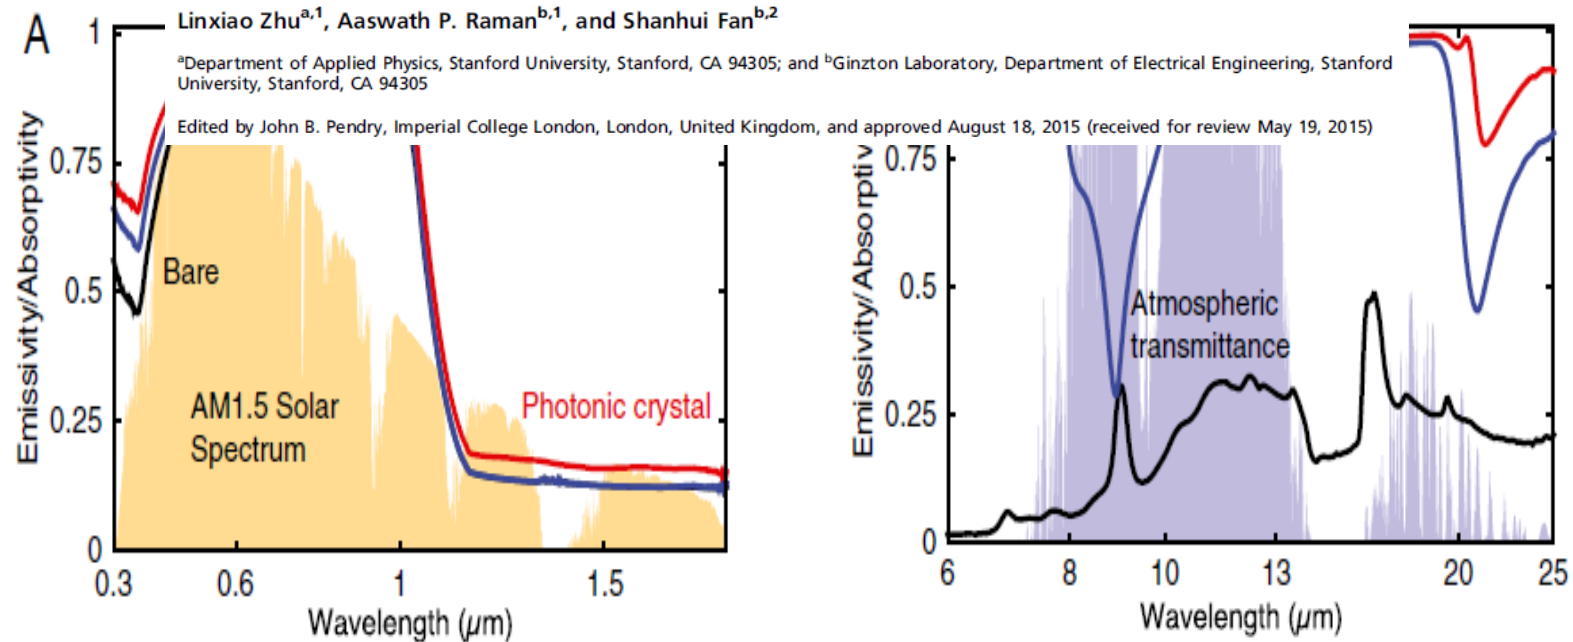 A
Linxiao Zhuᵃ,¹, Aaswath P. Ramanᵇ,¹, and Shanhui Fanᵇ,²
ᵃDepartment of Applied Physics, Stanford University, Stanford, CA 94305; and ᵇGinzton Laboratory, Department of Electrical Engineering, Stanford
University, Stanford, CA 94305
Edited by John B. Pendry, Imperial College London, London, United Kingdom, and approved August 18, 2015 (received for review May 19, 2015)
Emissivity/Absorptivity
1
0.75
0.5
0.25
0
Bare
AM1.5 Solar
Spectrum
Photonic crystal
0.3 0.6 1 1.5
Wavelength (μm)
Emissivity/Absorptiv
0.75
0.5
0.25
0
Atmospheric
transmittance
6 8 10 13 20 25
Wavelength (μm)